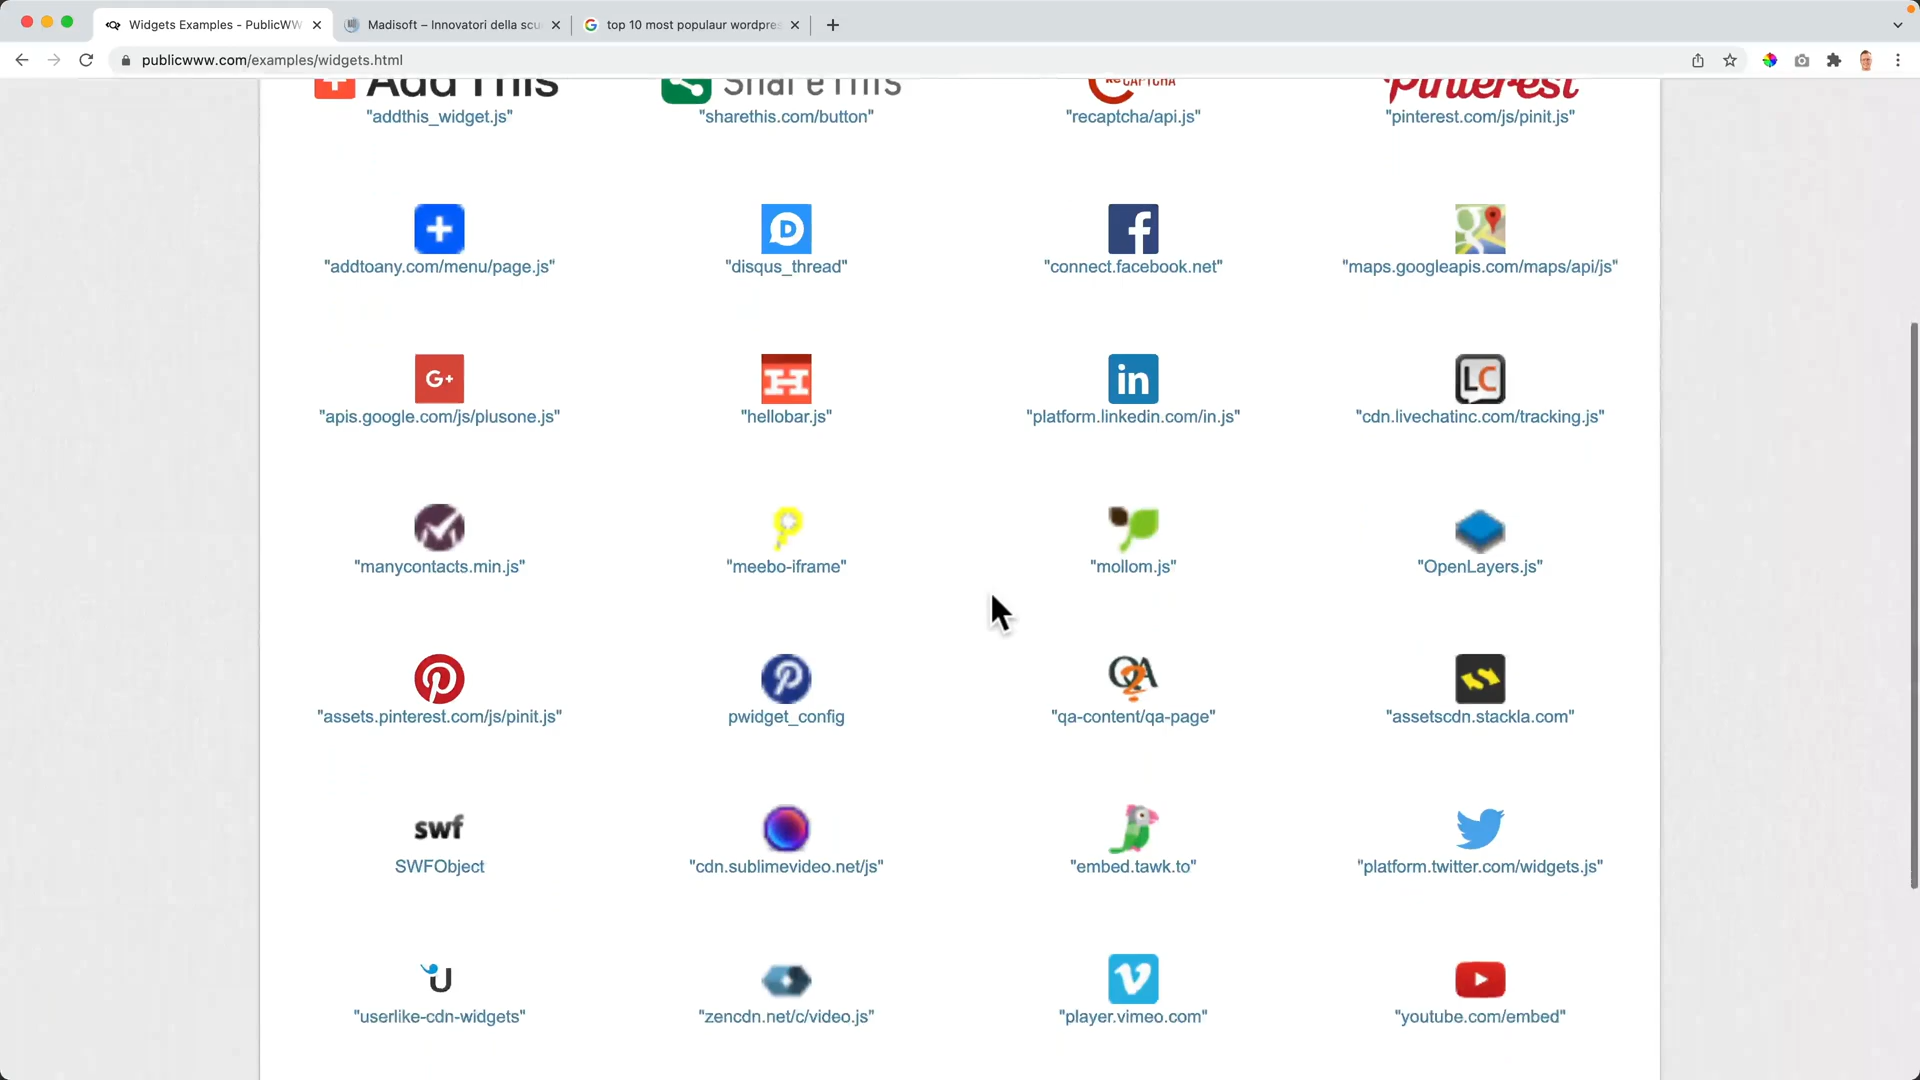 Widgets Examples - PublicWW
Madisoft – Innovatori della scu
top 10 most populaur wordpres
publicwww.com/examples/widgets.html
AddThis
ShareThis
reCAPTCHA
Pinterest
"addthis_widget.js"
"sharethis.com/button"
"recaptcha/api.js"
"pinterest.com/js/pinit.js"
"addtoany.com/menu/page.js"
"disqus_thread"
"connect.facebook.net"
"maps.googleapis.com/maps/api/js"
G+
H
in
LC
"apis.google.com/js/plusone.js"
"hellobar.js"
"platform.linkedin.com/in.js"
"cdn.livechatinc.com/tracking.js"
"manycontacts.min.js"
"meebo-iframe"
"mollom.js"
"OpenLayers.js"
Q2A
"assets.pinterest.com/js/pinit.js"
pwidget_config
"qa-content/qa-page"
"assetscdn.stackla.com"
swf
SWFObject
"cdn.sublimevideo.net/js"
"embed.tawk.to"
"platform.twitter.com/widgets.js"
"userlike-cdn-widgets"
"zencdn.net/c/video.js"
"player.vimeo.com"
"youtube.com/embed"